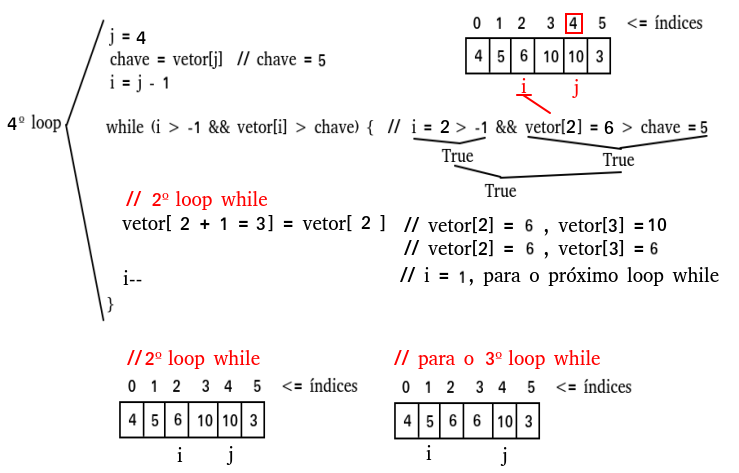 0 1 2 3 4 5 <= índices
4 5 6 10 10 3
i j
4º loop
j = 4
chave = vetor[j] // chave = 5
i = j - 1
while (i > -1 && vetor[i] > chave) { // i = 2 > -1 && vetor[2] = 6 > chave = 5
True True
True
// 2º loop while
vetor[ 2 + 1 = 3] = vetor[ 2 ] // vetor[2] = 6 , vetor[3] =10
// vetor[2] = 6 , vetor[3] = 6
i-- // i = 1, para o próximo loop while
}
//2º loop while
0 1 2 3 4 5 <= índices
4 5 6 10 10 3
i j
// para o 3º loop while
0 1 2 3 4 5 <= índices
4 5 6 6 10 3
i j